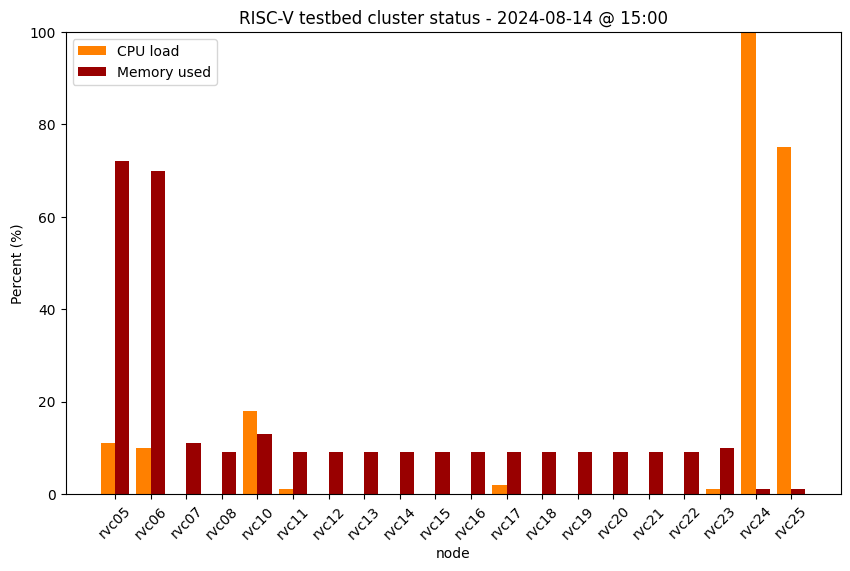 RISC-V testbed cluster status - 2024-08-14 @ 15:00
CPU load
Memory used
Percent (%)
100
80
60
40
20
0
rvc05 rvc06 rvc07 rvc08 rvc10 rvc11 rvc12 rvc13 rvc14 rvc15 rvc16 rvc17 rvc18 rvc19 rvc20 rvc21 rvc22 rvc23 rvc24 rvc25
node